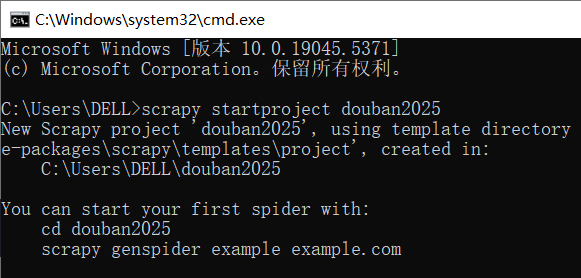 C:\Windows\system32\cmd.exe
Microsoft Windows [版本 10.0.19045.5371]
(c) Microsoft Corporation。保留所有权利。
C:\Users\DELL>scrapy startproject douban2025
New Scrapy project 'douban2025', using template directory
e-packages\scrapy\templates\project', created in:
C:\Users\DELL\douban2025
You can start your first spider with:
cd douban2025
scrapy genspider example example.com